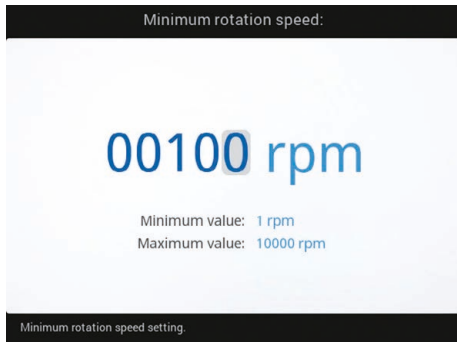 Minimum rotation speed:
00100 rpm
Minimum value: 1 rpm
Maximum value: 10000 rpm
Minimum rotation speed setting.